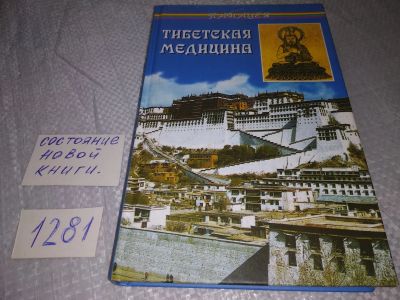 ТИБЕТСКАЯ
МЕДИЦИНА
состояние
новой
книги.
1281